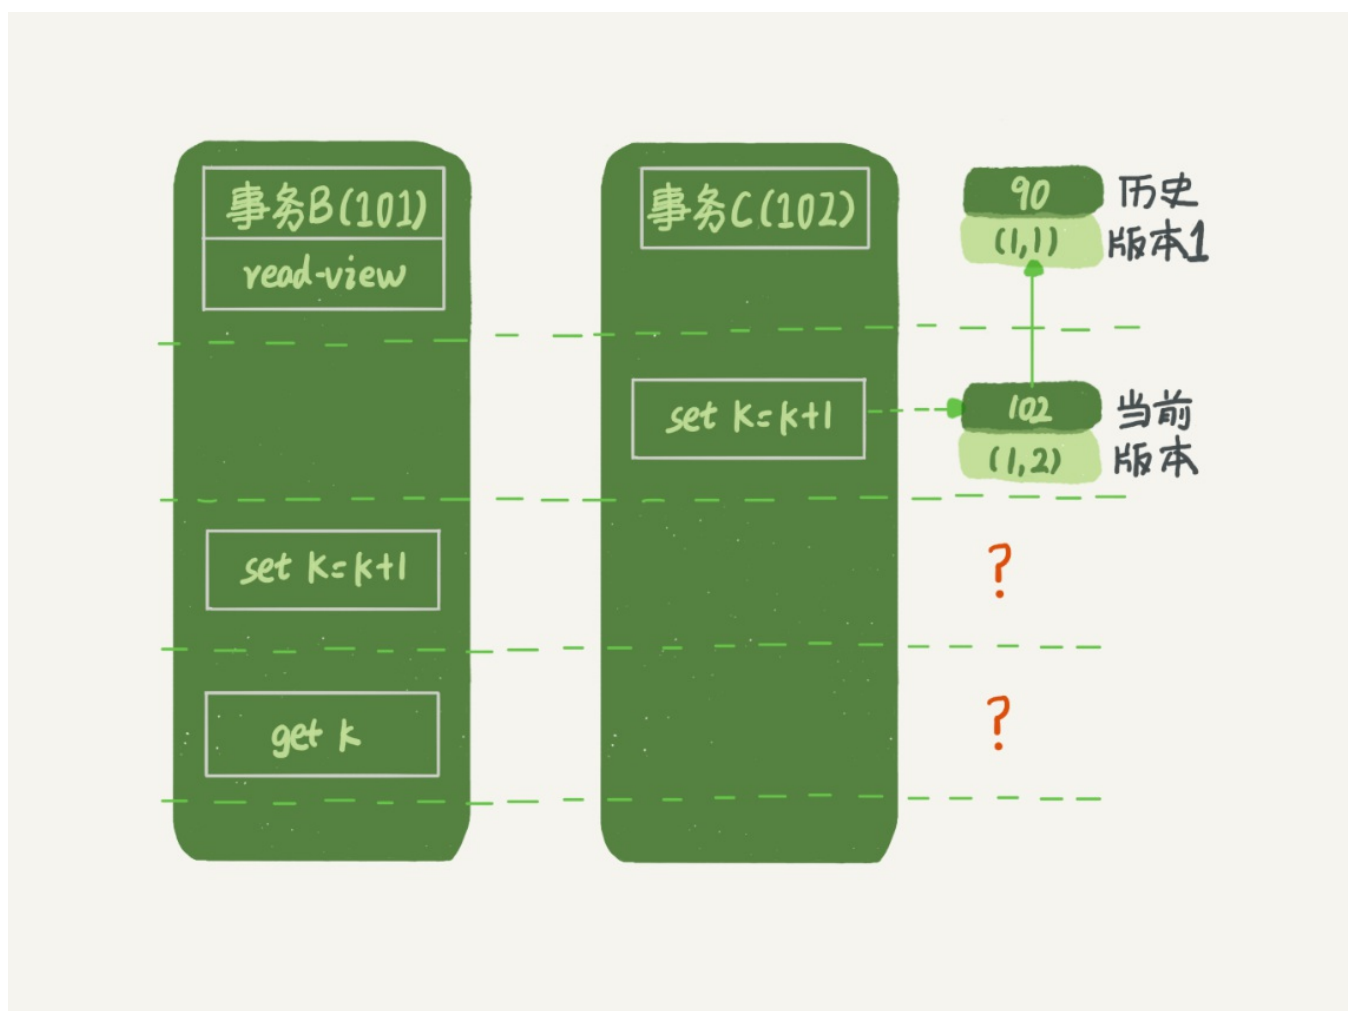 事务B(101)
read-view
事务C(102)
90
(1,1)
历史
版本1
set k=k+1
102
(1,2)
当前
版本
set k=k+1
?
get k
?